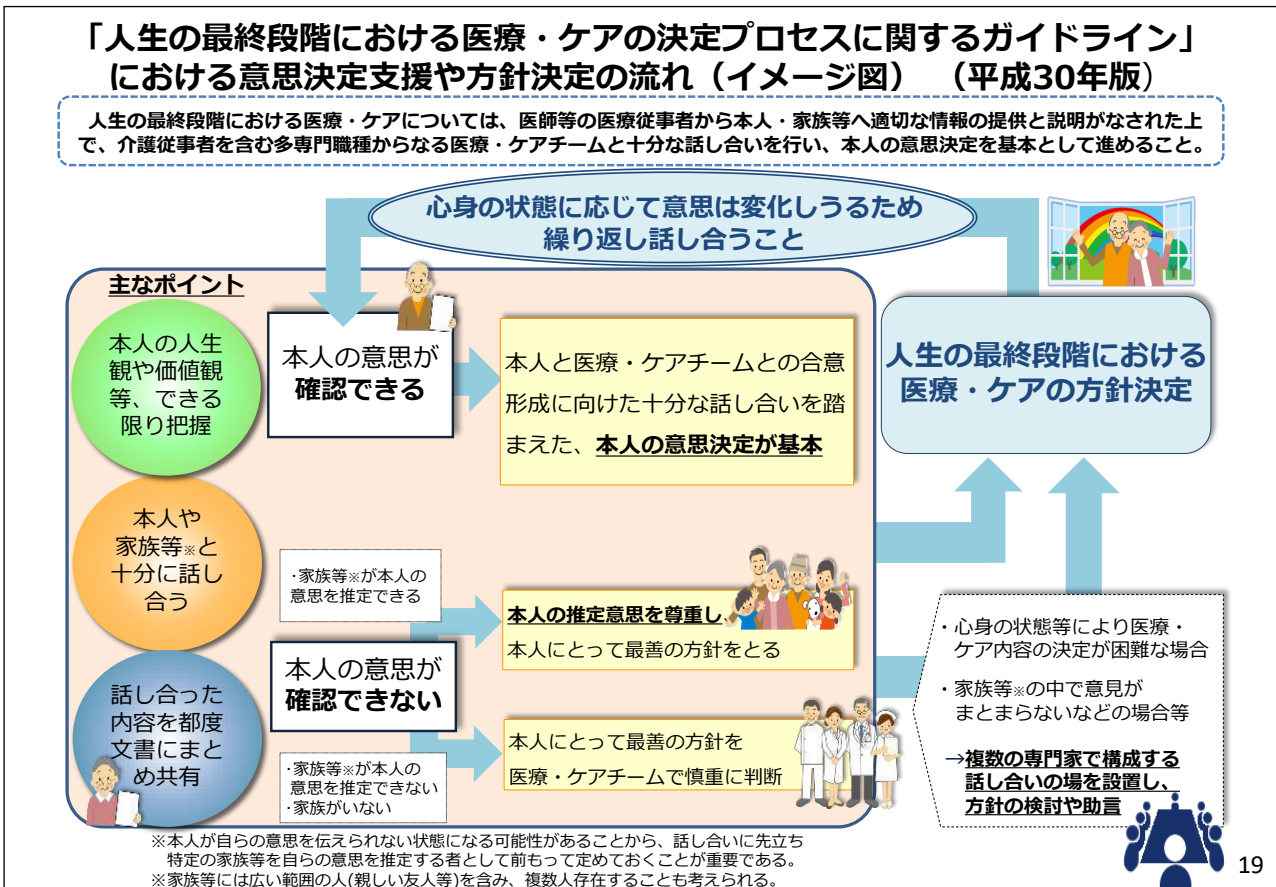 「人生の最終段階における医療・ケアの決定プロセスに関するガイドライン」
における意思決定支援や方針決定の流れ（イメージ図） （平成30年版）
人生の最終段階における医療・ケアについては、医師等の医療従事者から本人・家族等へ適切な情報の提供と説明がなされた上
で、介護従事者を含む多専門職種からなる医療・ケアチームと十分な話し合いを行い、本人の意思決定を基本として進めること。
心身の状態に応じて意思は変化しうるため
繰り返し話し合うこと
主なポイント
本人の人生
観や価値観
等、できる
限り把握
本人や
家族等※と
十分に話し
合う
話し合った
内容を都度
文書にまと
め共有
本人の意思が
確認できる
本人と医療・ケアチームとの合意
形成に向けた十分な話し合いを踏
まえた、本人の意思決定が基本
・家族等※が本人の
意思を推定できる
本人の推定意思を尊重し、
本人にとって最善の方針をとる
本人の意思が
確認できない
・家族等※が本人の
意思を推定できない
・家族がいない
本人にとって最善の方針を
医療・ケアチームで慎重に判断
人生の最終段階における
医療・ケアの方針決定
・心身の状態等により医療・
ケア内容の決定が困難な場合
・家族等※の中で意見が
まとまらないなどの場合等
→複数の専門家で構成する
話し合いの場を設置し、
方針の検討や助言
※本人が自らの意思を伝えられない状態になる可能性があることから、話し合いに先立ち
特定の家族等を自らの意思を推定する者として前もって定めておくことが重要である。
※家族等には広い範囲の人(親しい友人等)を含み、複数人存在することも考えられる。
19